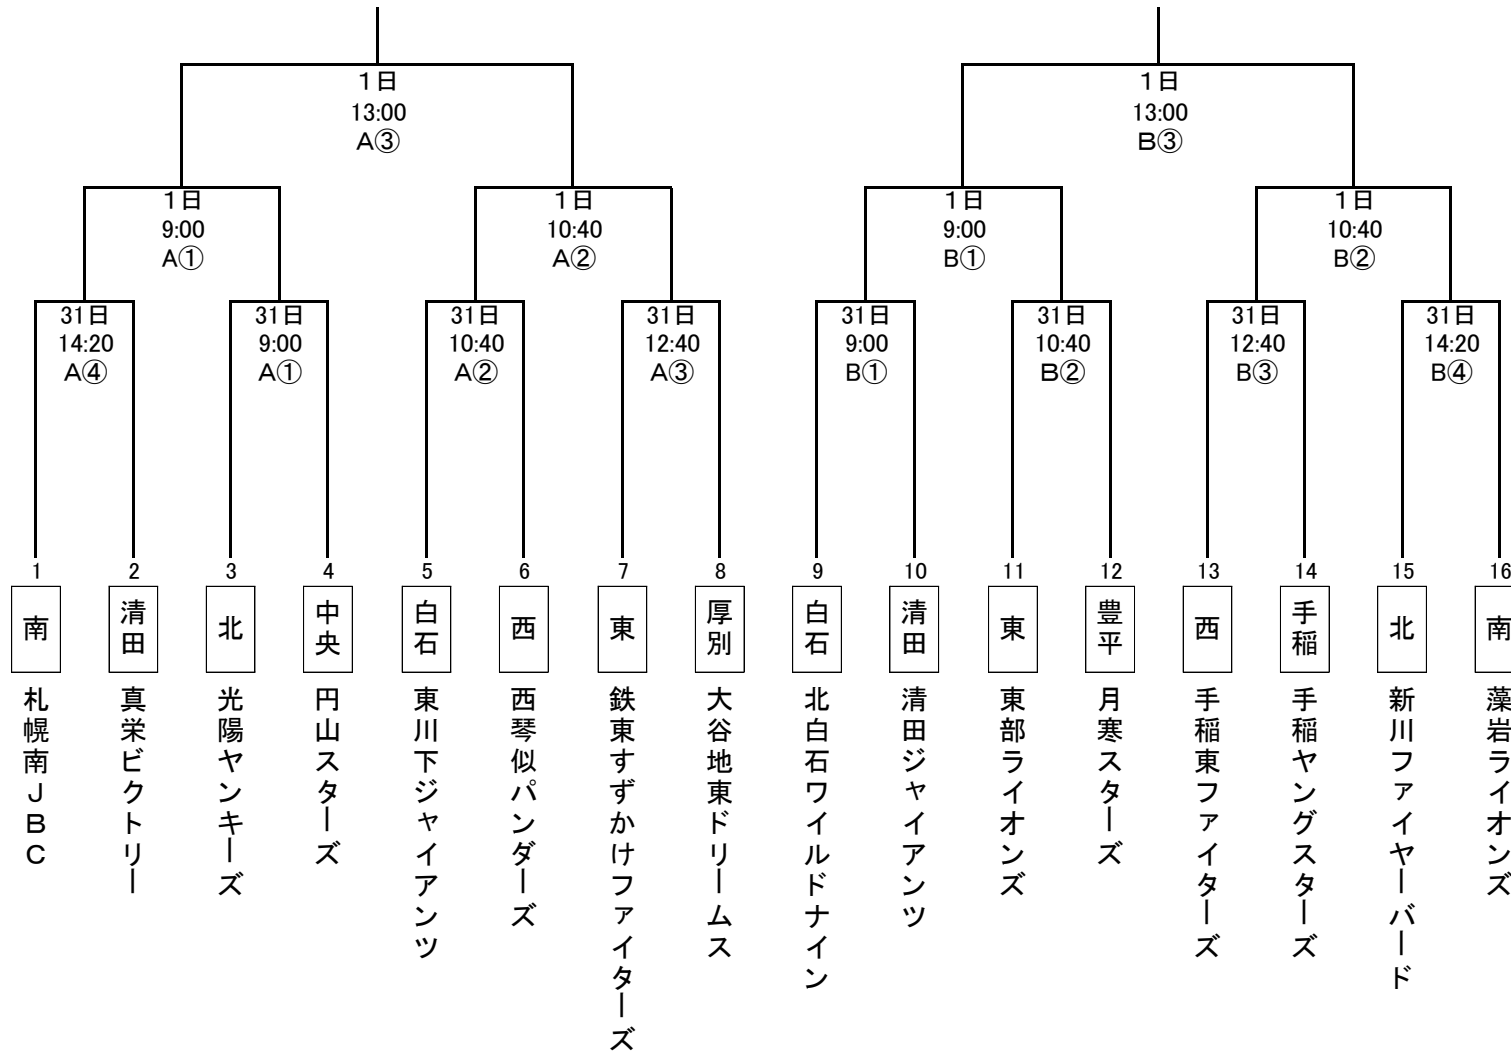 １日
13:00
A③
１日
13:00
B③
１日
9:00
A①
１日
10:40
A②
１日
9:00
B①
１日
10:40
B②
31日
14:20
A④
31日
9:00
A①
31日
10:40
A②
31日
12:40
A③
31日
9:00
B①
31日
10:40
B②
31日
12:40
B③
31日
14:20
B④
1
南
札幌南ＪＢＣ
2
清田
真栄ビクトリー
3
北
光陽ヤンキーズ
4
中央
円山スターズ
5
白石
東川下ジャイアンツ
6
西
西琴似パンダーズ
7
東
鉄東すずかけファイターズ
8
厚別
大谷地東ドリームス
9
白石
北白石ワイルドナイン
10
清田
清田ジャイアンツ
11
東
東部ライオンズ
12
豊平
月寒スターズ
13
西
手稲東ファイターズ
14
手稲
手稲ヤングスターズ
15
北
新川ファイヤーバード
16
南
藻岩ライオンズ